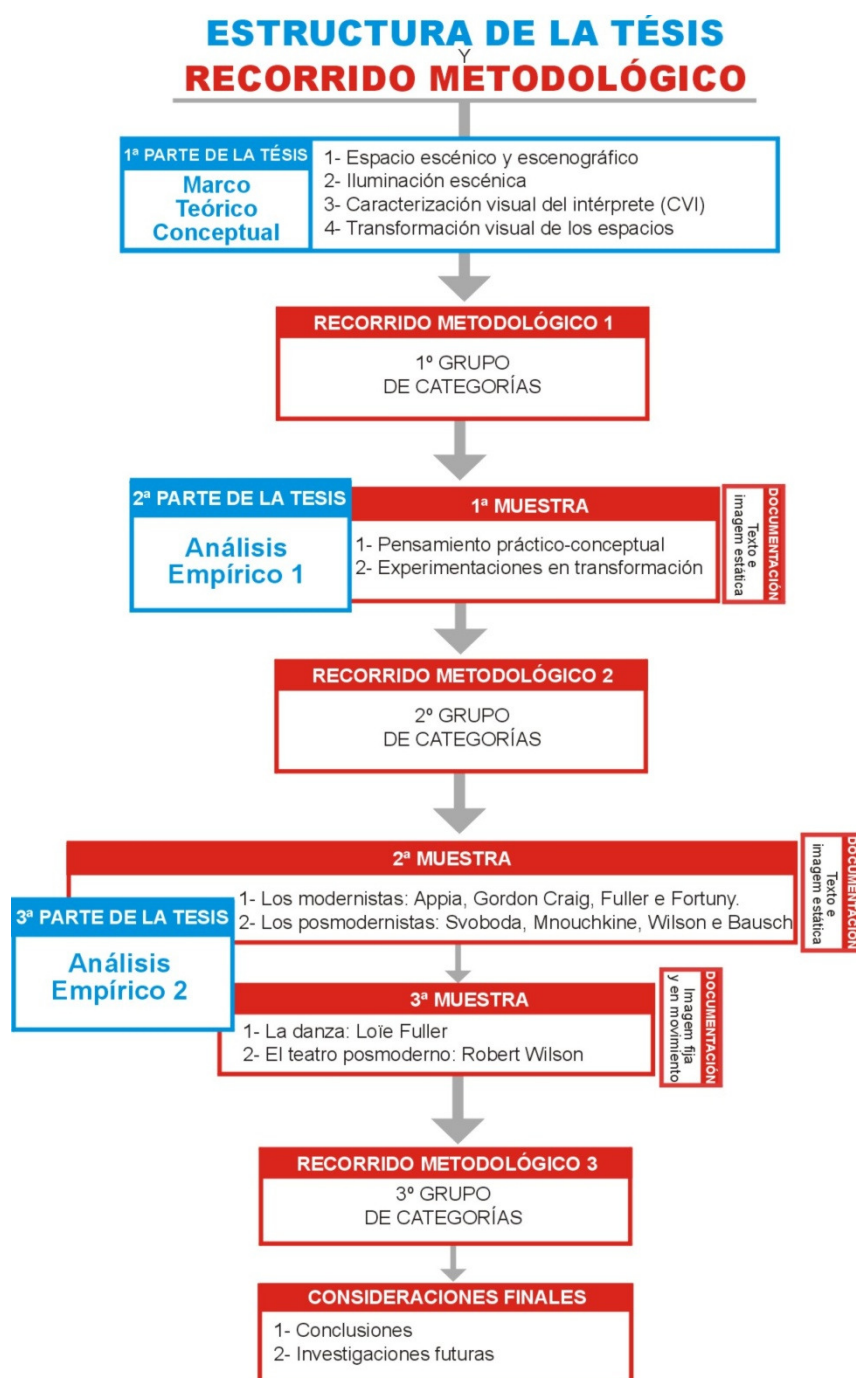 ESTRUCTURA DE LA TÉSIS
Y
RECORRIDO METODOLÓGICO
1ª PARTE DE LA TÉSIS
Marco
Teórico
Conceptual
1- Espacio escénico y escenográfico
2- Iluminación escénica
3- Caracterización visual del intérprete (CVI)
4- Transformación visual de los espacios
RECORRIDO METODOLÓGICO 1
1º GRUPO
DE CATEGORÍAS
2ª PARTE DE LA TESIS
Análisis
Empírico 1
1ª MUESTRA
1- Pensamiento práctico-conceptual
2- Experimentaciones en transformación
DOCUMENTACIÓN
Texto e
imagem estática
RECORRIDO METODOLÓGICO 2
2º GRUPO
DE CATEGORÍAS
2ª MUESTRA
1- Los modernistas: Appia, Gordon Craig, Fuller e Fortuny.
2- Los posmodernistas: Svoboda, Mnouchkine, Wilson e Bausch
DOCUMENTACIÓN
Texto e
imagem estática
3ª PARTE DE LA TESIS
Análisis
Empírico 2
3ª MUESTRA
1- La danza: Loïe Fuller
2- El teatro posmoderno: Robert Wilson
DOCUMENTACIÓN
Imagem fija
y en movimiento
RECORRIDO METODOLÓGICO 3
3º GRUPO
DE CATEGORÍAS
CONSIDERACIONES FINALES
1- Conclusiones
2- Investigaciones futuras